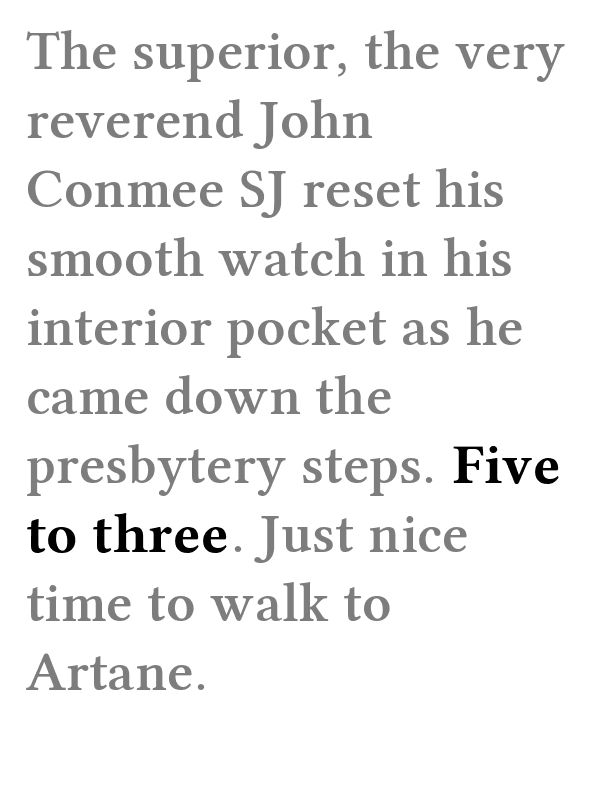 The superior, the very
reverend John
Conmee SJ reset his
smooth watch in his
interior pocket as he
came down the
presbytery steps. Five
to three. Just nice
time to walk to
Artane.